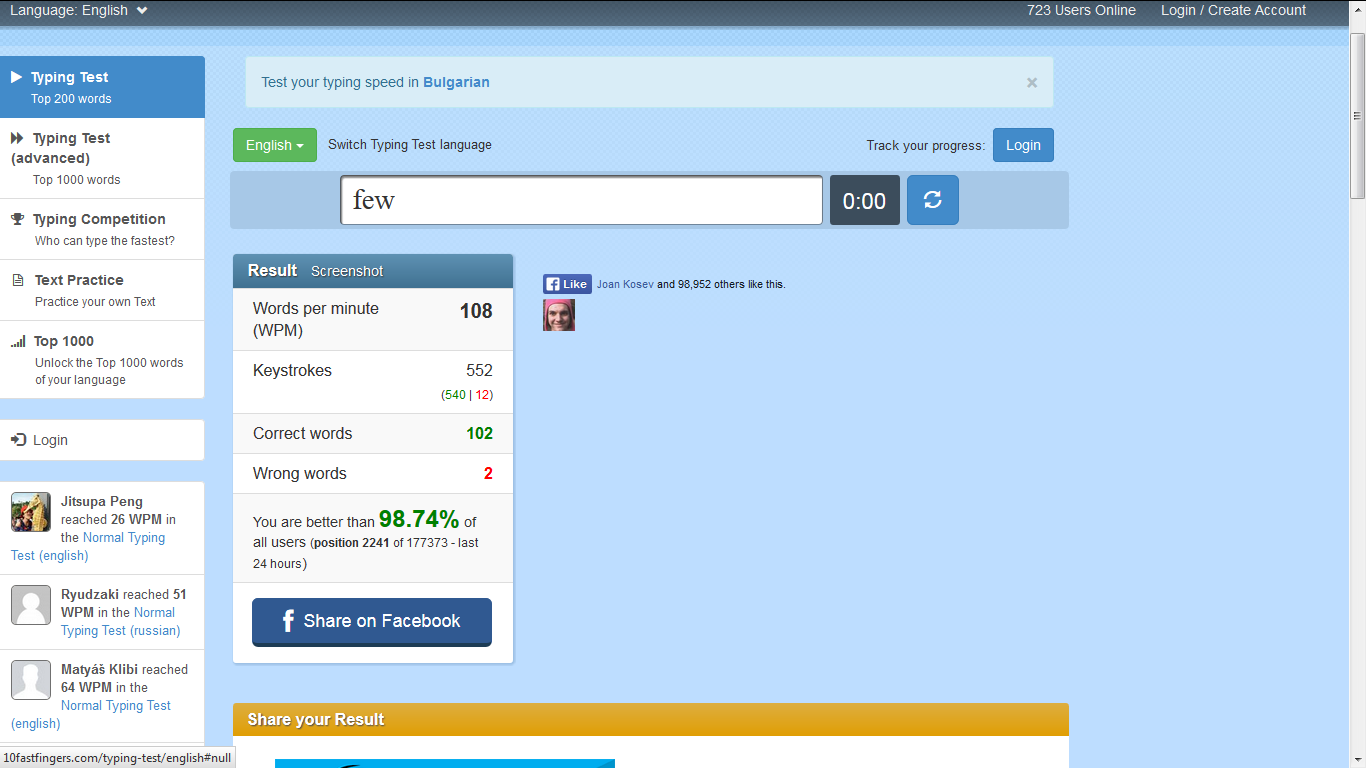 Language: English
723 Users Online
Login / Create Account
Typing Test
Top 200 words
Typing Test
(advanced)
Top 1000 words
Typing Competition
Who can type the fastest?
Text Practice
Practice your own Text
Top 1000
Unlock the Top 1000 words
of your language
Login
Jitsupa Peng
reached 26 WPM in
the Normal Typing
Test (english)
Ryudzaki reached 51
WPM in the Normal
Typing Test (russian)
Matyáš Klibi reached
64 WPM in the
Normal Typing Test
(english)
Test your typing speed in Bulgarian ×
English
Switch Typing Test language
Track your progress: Login
few
0:00
Result Screenshot
Words per minute
(WPM) 108
Keystrokes 552
(540 | 12)
Correct words 102
Wrong words 2
You are better than 98.74% of
all users (position 2241 of 177373 - last
24 hours)
f Share on Facebook
f Like Joan Kosev and 98,952 others like this.
Share your Result
10fastfingers.com/typing-test/english#null